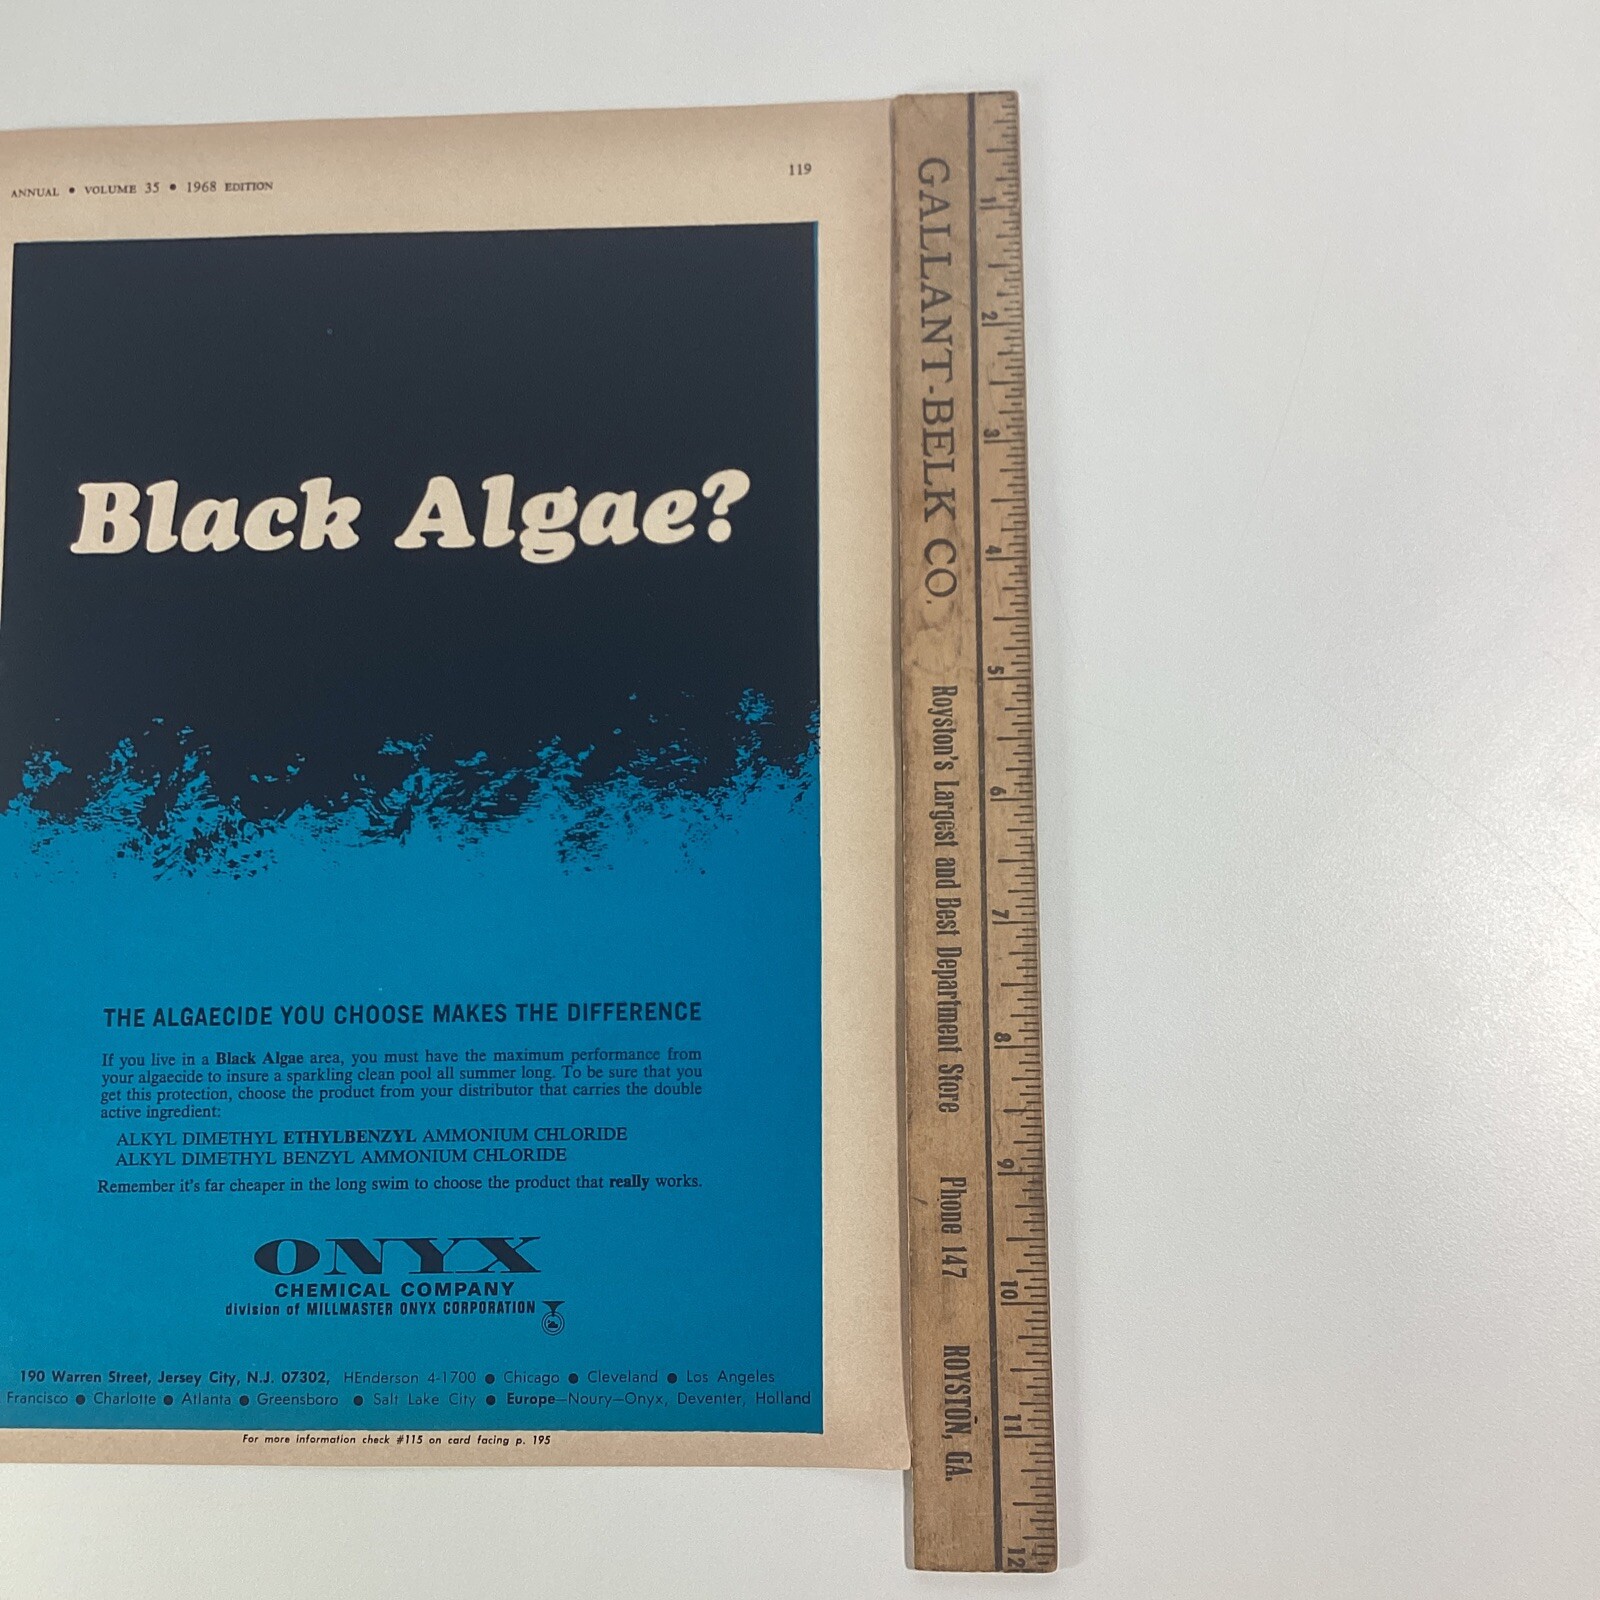 ANNUAL • VOLUME 35 • 1968 EDITION
119
Black Algae?
THE ALGAECIDE YOU CHOOSE MAKES THE DIFFERENCE
If you live in a Black Algae area, you must have the maximum performance from
your algaecide to insure a sparkling clean pool all summer long. To be sure that you
get this protection, choose the product from your distributor that carries the double
active ingredient:
ALKYL DIMETHYL ETHYLBENZYL AMMONIUM CHLORIDE
ALKYL DIMETHYL BENZYL AMMONIUM CHLORIDE
Remember it's far cheaper in the long swim to choose the product that really works.
ONYX
CHEMICAL COMPANY
division of MILLMASTER ONYX CORPORATION
190 Warren Street, Jersey City, N.J. 07302, HEnderson 4-1700 • Chicago • Cleveland • Los Angeles
Francisco • Charlotte • Atlanta • Greensboro • Salt Lake City • Europe—Noury—Onyx, Deventer, Holland
For more information check #115 on card facing p. 195
GALLANT-BELK CO. Royston's Largest and Best Department Store Phone 147 ROYSTON, GA.
1 2 3 4 5 6 7 8 9 10 11 12